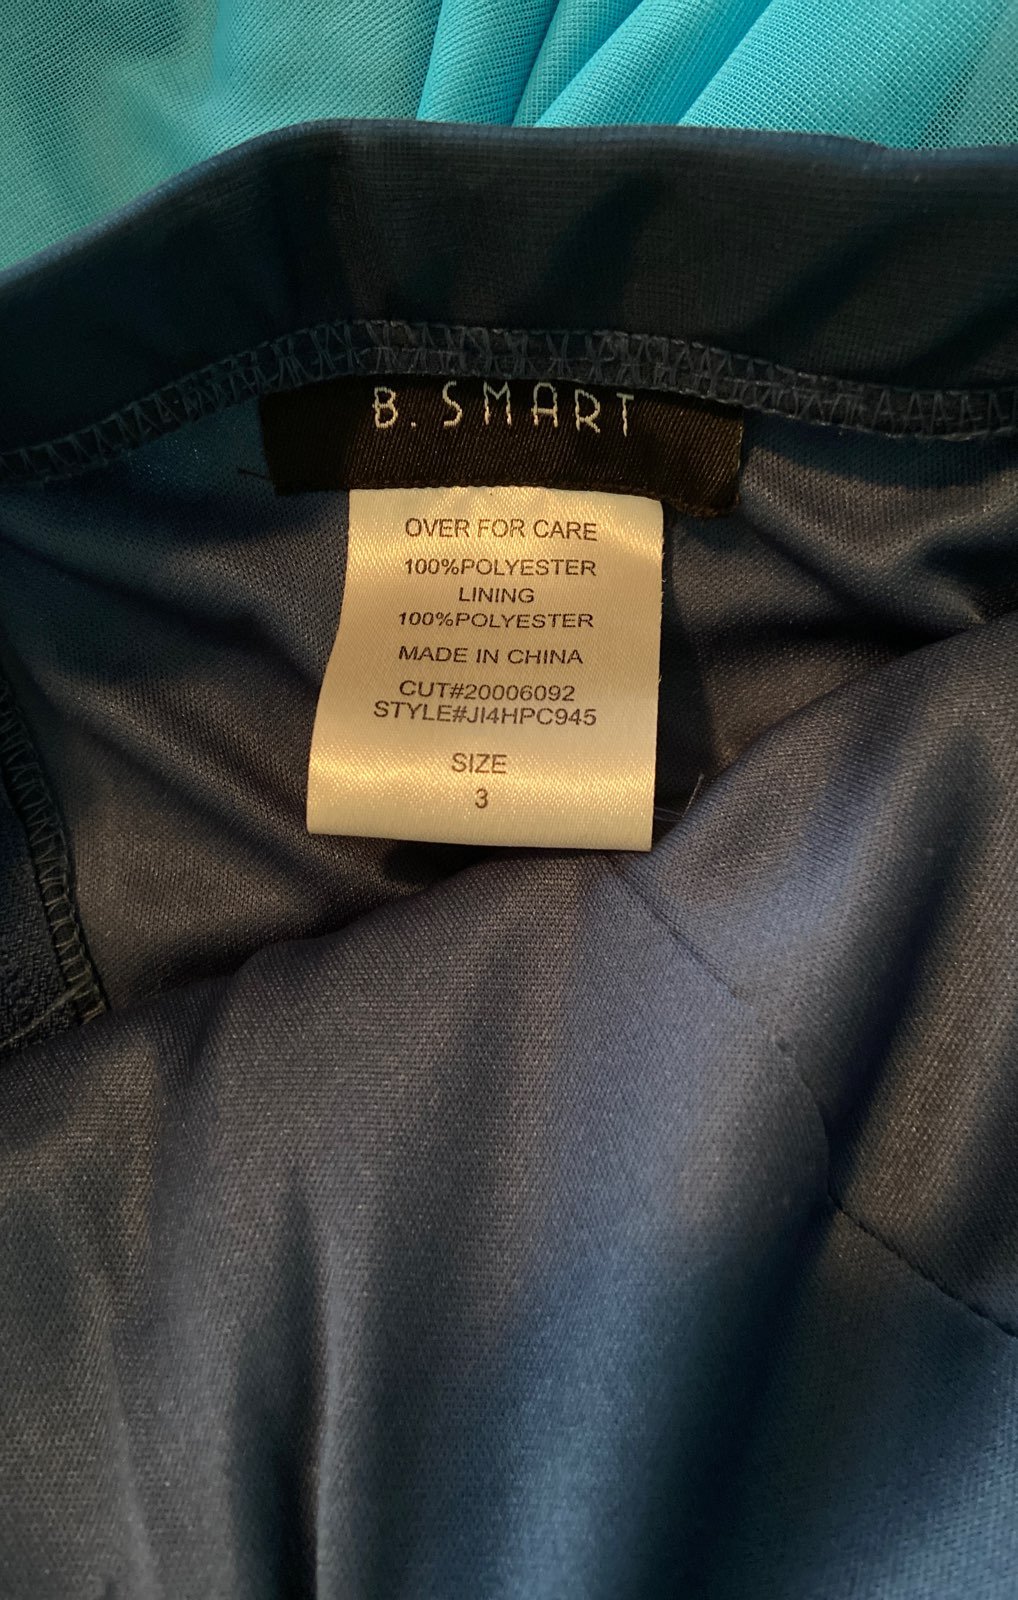 B. SMART
OVER FOR CARE
100%POLYESTER
LINING
100%POLYESTER
MADE IN CHINA
CUT#20006092
STYLE#JI4HPC945
SIZE
3